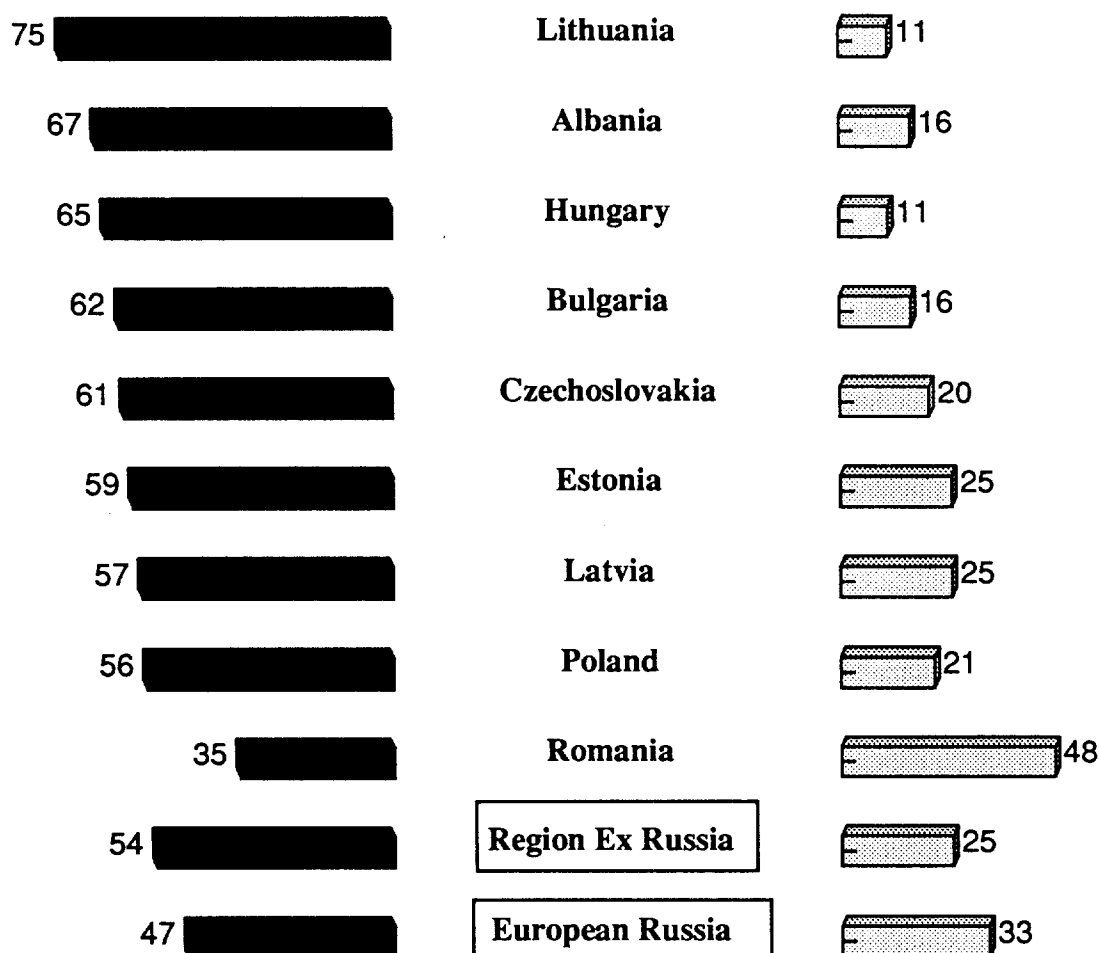 75 Lithuania 11
67 Albania 16
65 Hungary 11
62 Bulgaria 16
61 Czechoslovakia 20
59 Estonia 25
57 Latvia 25
56 Poland 21
35 Romania 48
54 Region Ex Russia 25
47 European Russia 33